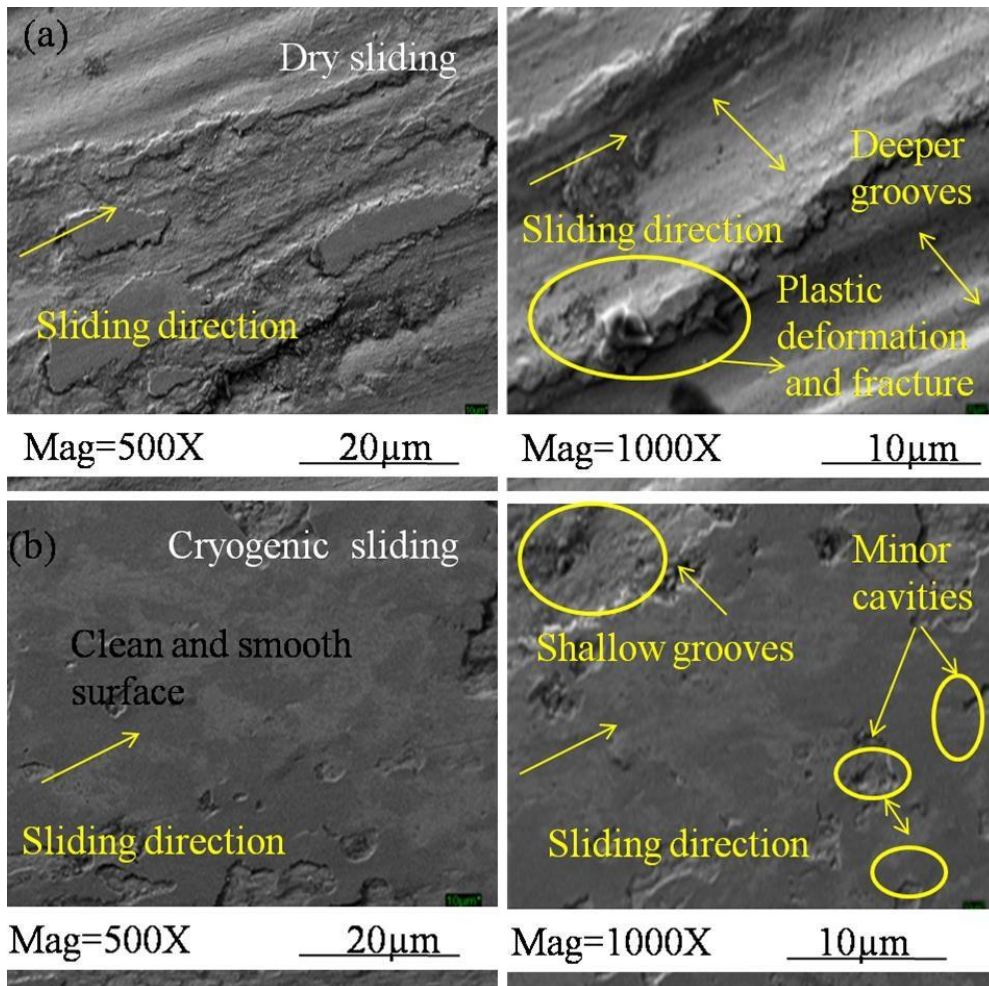 (a)
Dry sliding
Sliding direction
Mag=500X
20µm
Deeper
grooves
Sliding direction
Plastic
deformation
and fracture
Mag=1000X
10µm
(b)
Cryogenic sliding
Clean and smooth
surface
Sliding direction
10µm*
Mag=500X
20µm
Minor
cavities
Shallow grooves
Sliding direction
Mag=1000X
10µm